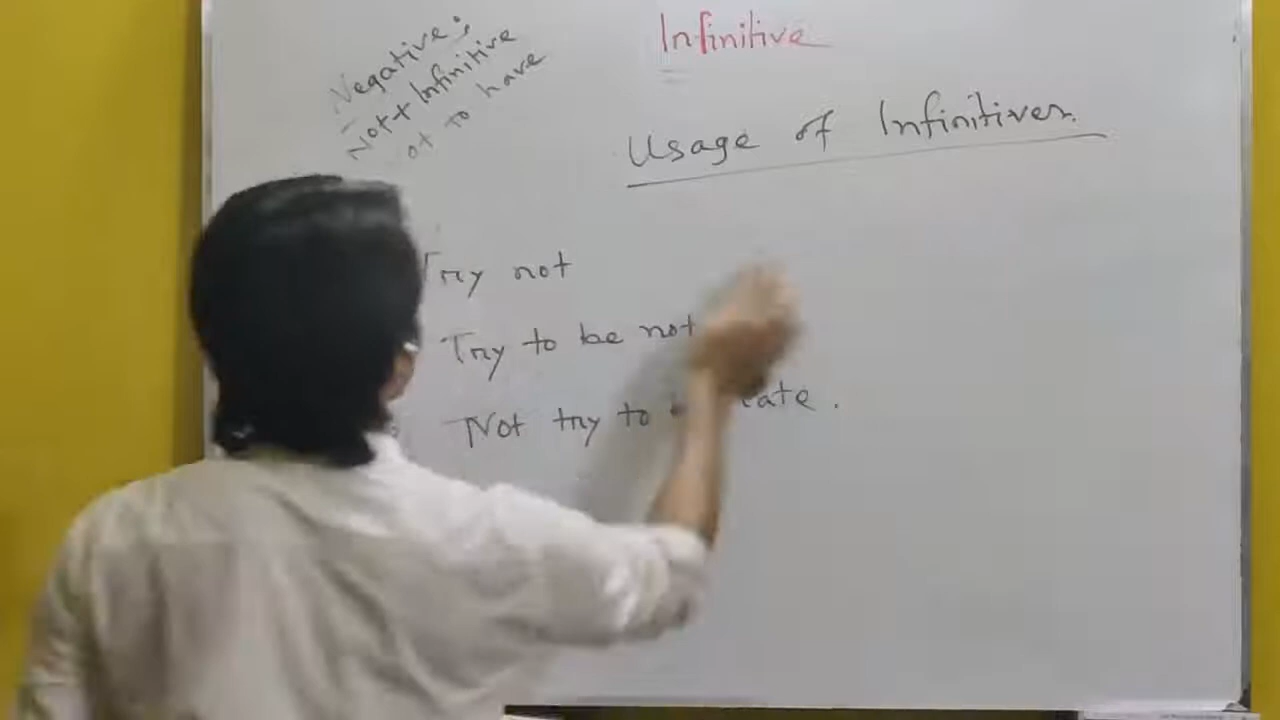 Infinitive
Negative:
Not + Infinitive
ot to have
Usage of Infinitives.
Try not
Try to be not
Not try to late.